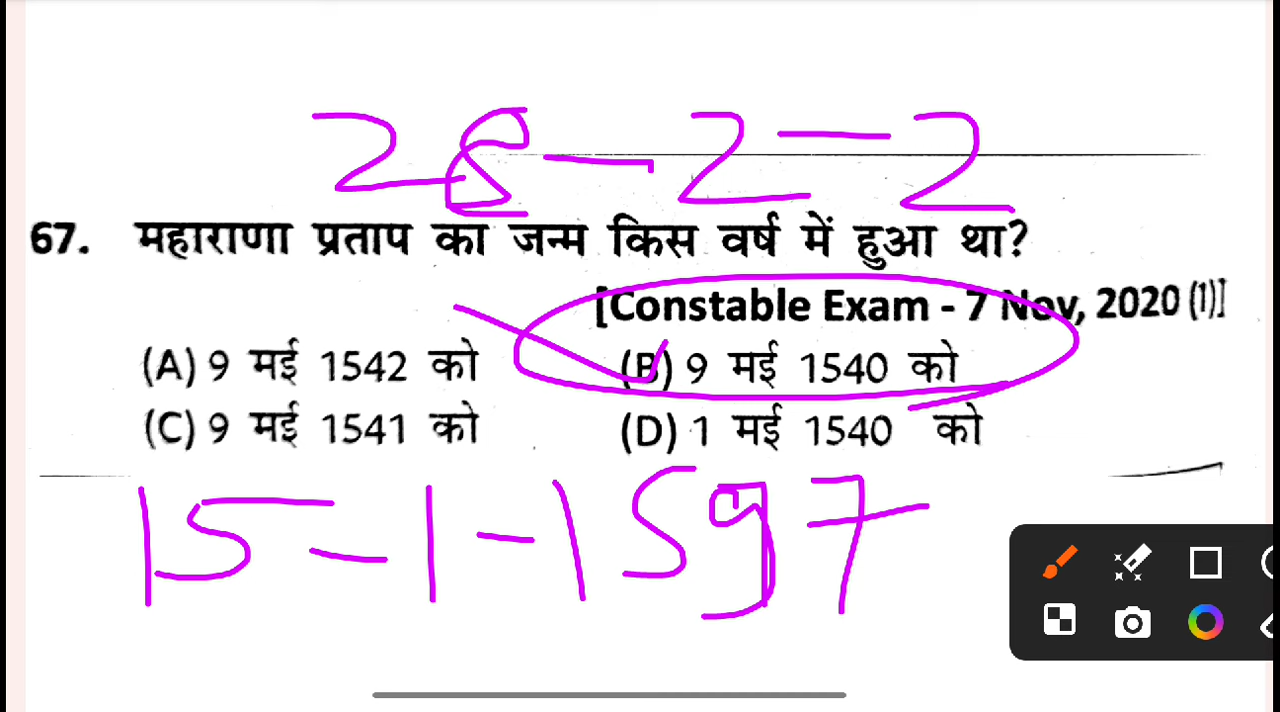 28-2-2
67. महाराणा प्रताप का जन्म किस वर्ष में हुआ था?
[Constable Exam - 7 Nov, 2020 (1)]
(A) 9 मई 1542 को (B) 9 मई 1540 को
(C) 9 मई 1541 को (D) 1 मई 1540 को
15-1-1597